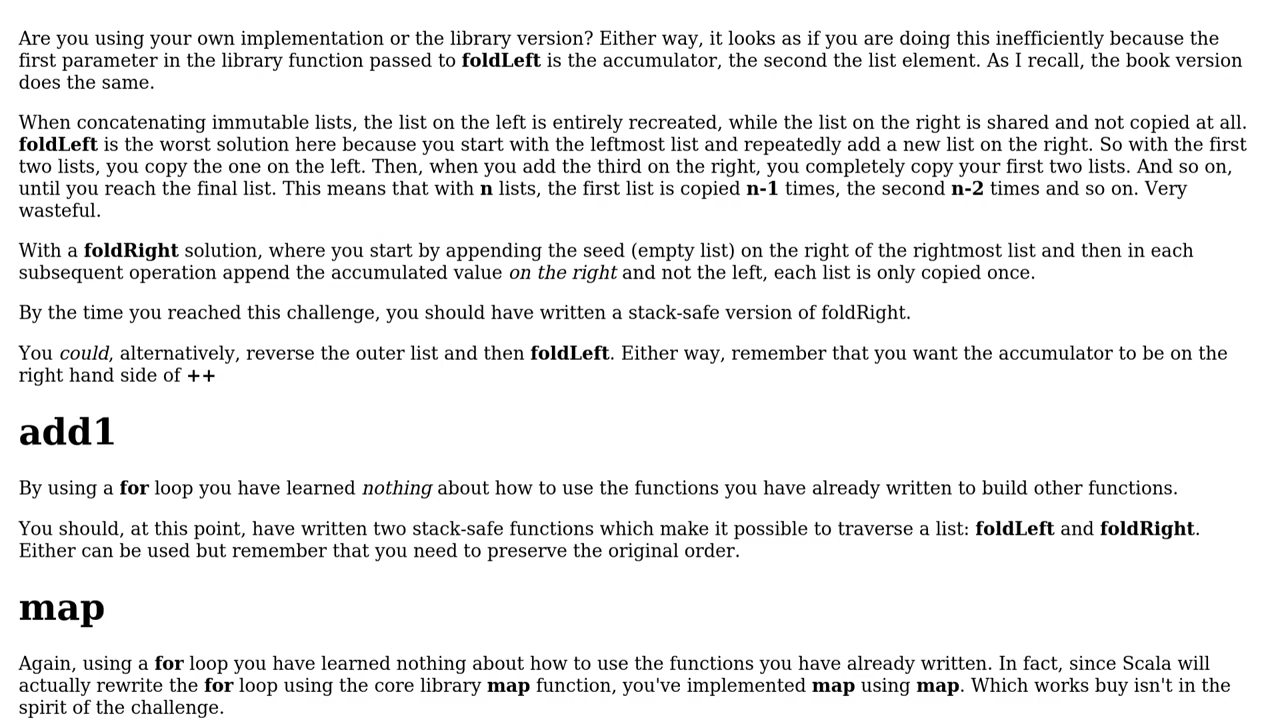 Are you using your own implementation or the library version? Either way, it looks as if you are doing this inefficiently because the
first parameter in the library function passed to foldLeft is the accumulator, the second the list element. As I recall, the book version
does the same.
When concatenating immutable lists, the list on the left is entirely recreated, while the list on the right is shared and not copied at all.
foldLeft is the worst solution here because you start with the leftmost list and repeatedly add a new list on the right. So with the first
two lists, you copy the one on the left. Then, when you add the third on the right, you completely copy your first two lists. And so on,
until you reach the final list. This means that with n lists, the first list is copied n-1 times, the second n-2 times and so on. Very
wasteful.
With a foldRight solution, where you start by appending the seed (empty list) on the right of the rightmost list and then in each
subsequent operation append the accumulated value on the right and not the left, each list is only copied once.
By the time you reached this challenge, you should have written a stack-safe version of foldRight.
You could, alternatively, reverse the outer list and then foldLeft. Either way, remember that you want the accumulator to be on the
right hand side of ++
add1
By using a for loop you have learned nothing about how to use the functions you have already written to build other functions.
You should, at this point, have written two stack-safe functions which make it possible to traverse a list: foldLeft and foldRight.
Either can be used but remember that you need to preserve the original order.
map
Again, using a for loop you have learned nothing about how to use the functions you have already written. In fact, since Scala will
actually rewrite the for loop using the core library map function, you've implemented map using map. Which works buy isn't in the
spirit of the challenge.